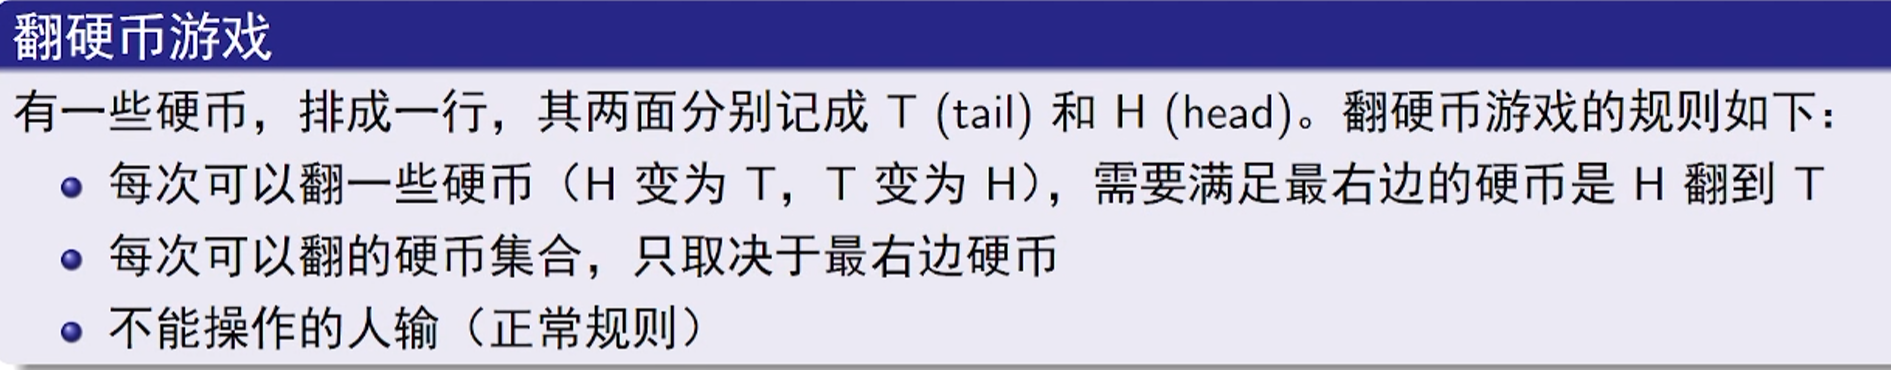 翻硬币游戏
有一些硬币，排成一行，其两面分别记成 T (tail) 和 H (head)。翻硬币游戏的规则如下：
每次可以翻一些硬币（H 变为 T，T 变为 H），需要满足最右边的硬币是 H 翻到 T
每次可以翻的硬币集合，只取决于最右边硬币
不能操作的人输（正常规则）